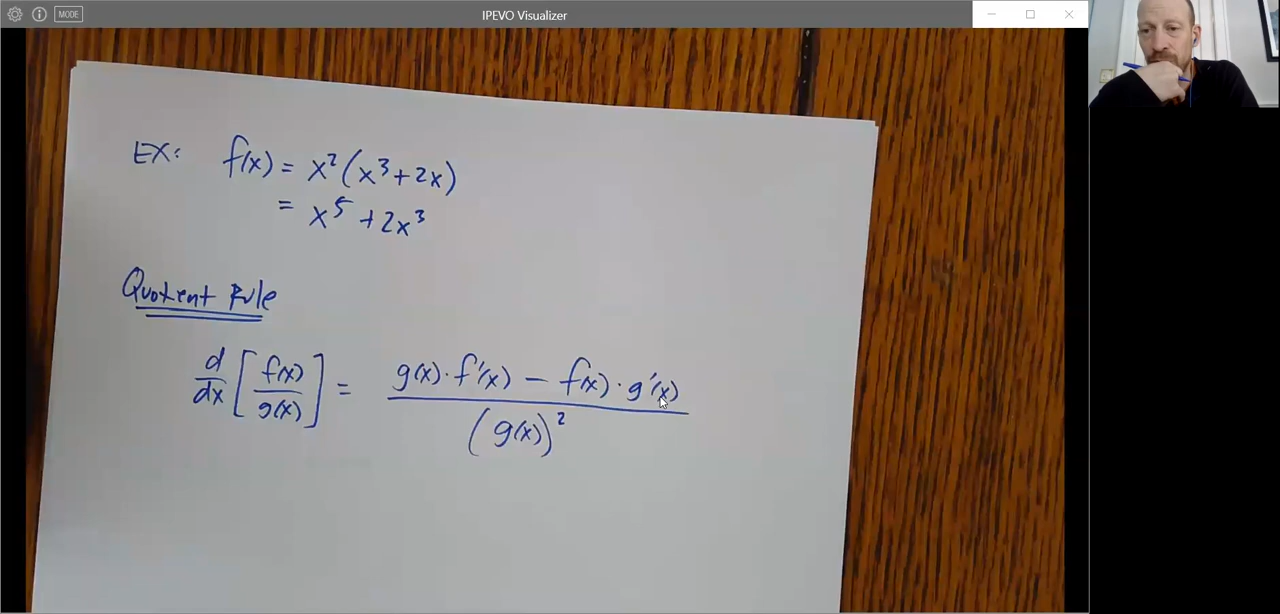 IPEVO Visualizer
MODE
EX: f(x) = x²(x³+2x)
= x⁵ + 2x³
Quotient Rule
d/dx [f(x)/g(x)] = (g(x)·f'(x) − f(x)·g'(x))/(g(x))²